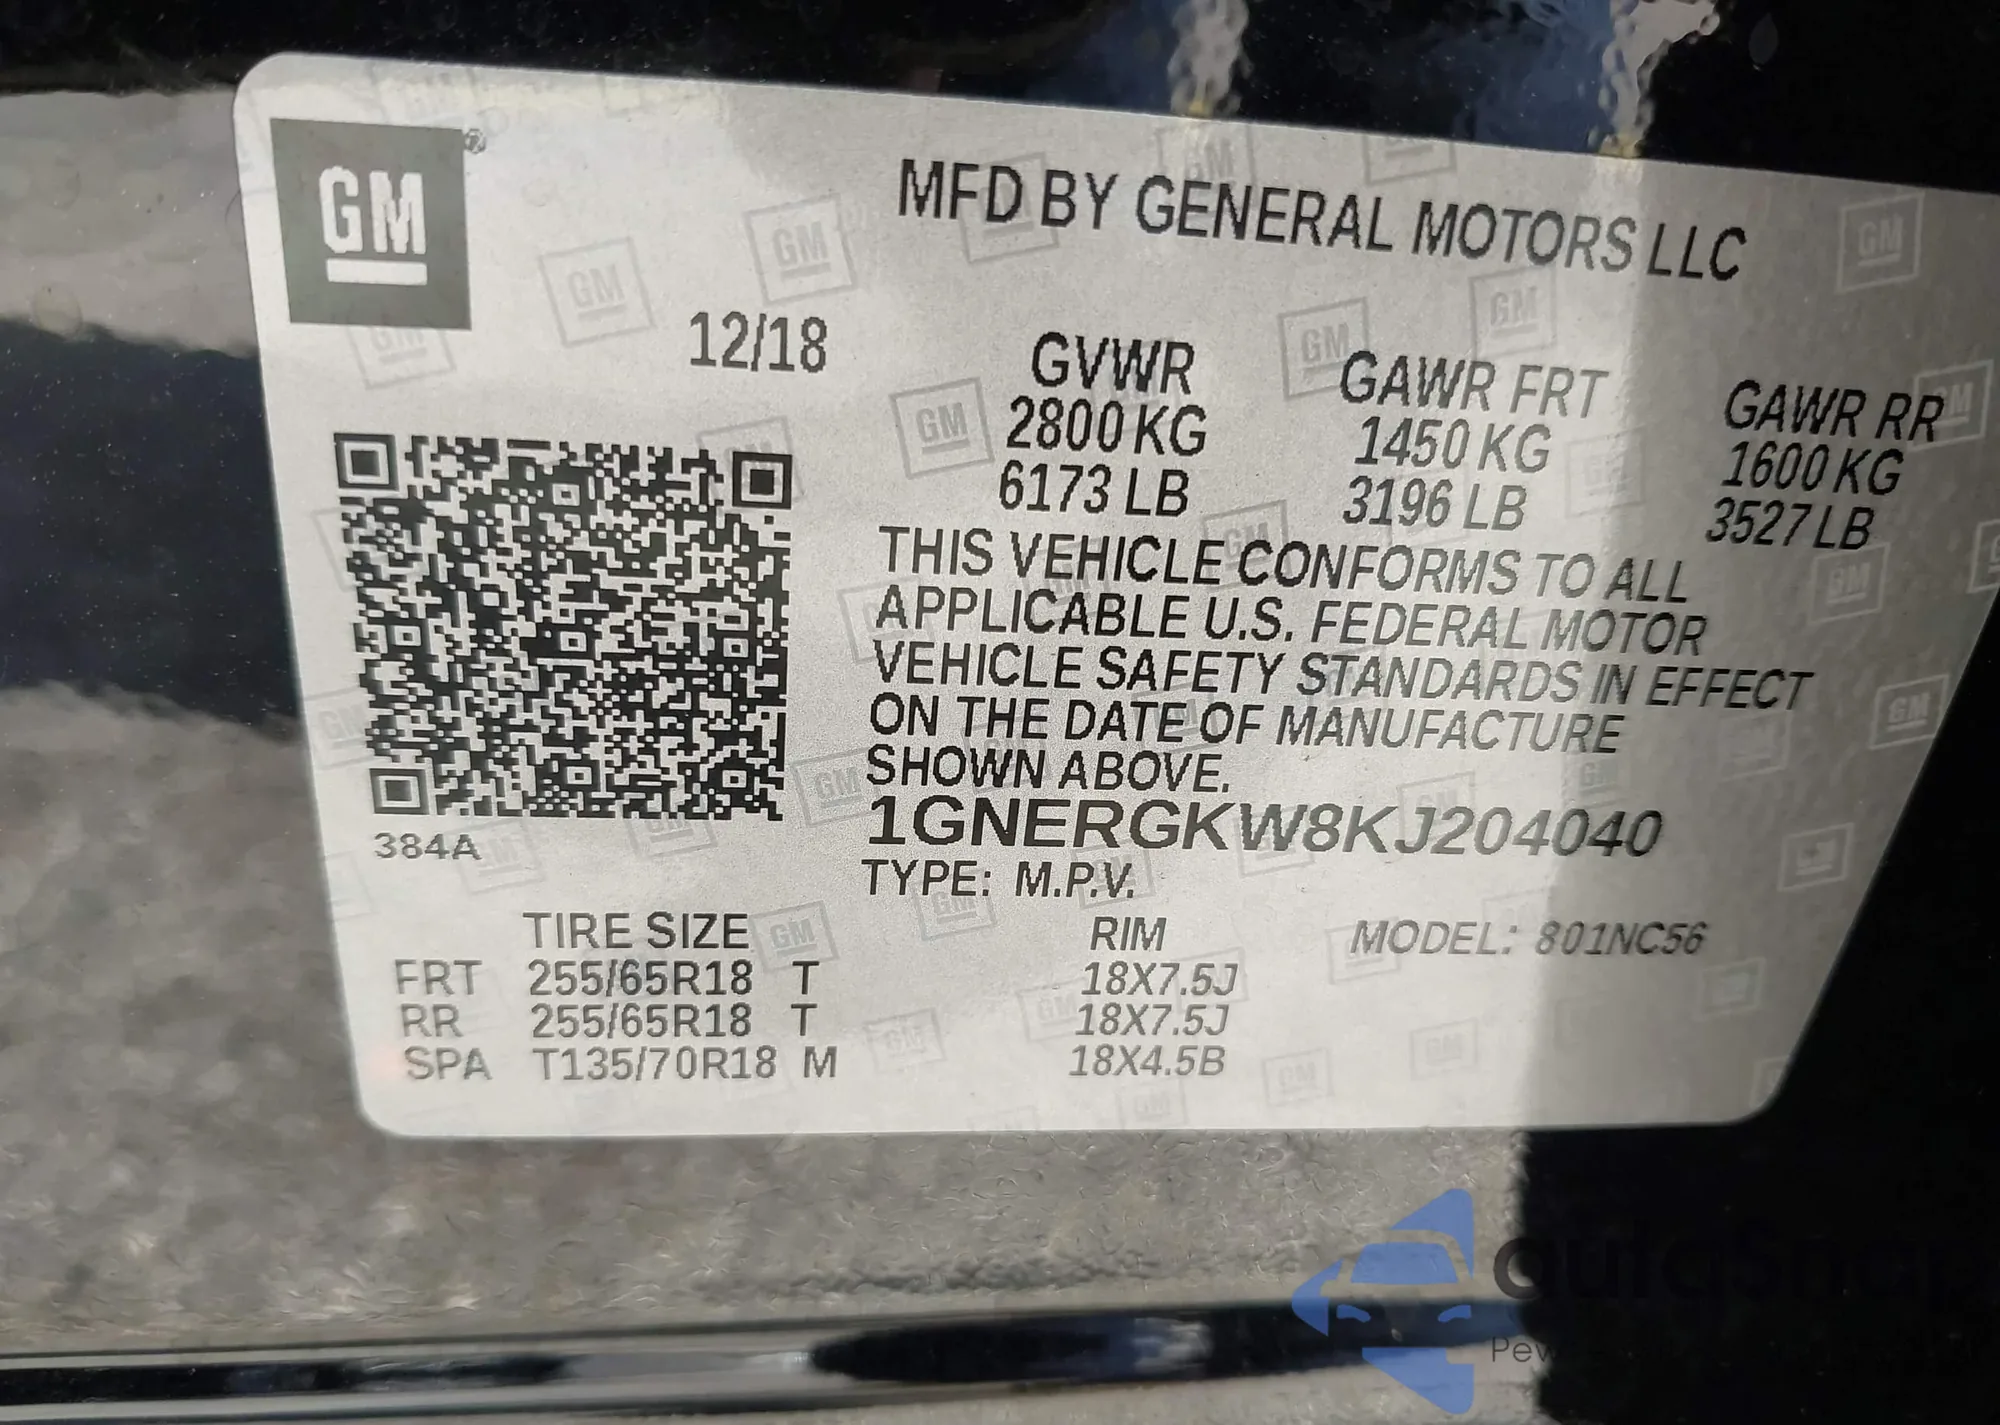 GM
MFD BY GENERAL MOTORS LLC
12/18
GVWR GAWR FRT GAWR RR
2800 KG 1450 KG 1600 KG
6173 LB 3196 LB 3527 LB
THIS VEHICLE CONFORMS TO ALL
APPLICABLE U.S. FEDERAL MOTOR
VEHICLE SAFETY STANDARDS IN EFFECT
ON THE DATE OF MANUFACTURE
SHOWN ABOVE.
1GNERGKW8KJ204040
384A
TYPE: M.P.V.
TIRE SIZE RIM MODEL: 801NC56
FRT 255/65R18 T 18X7.5J
RR 255/65R18 T 18X7.5J
SPA T135/70R18 M 18X4.5B